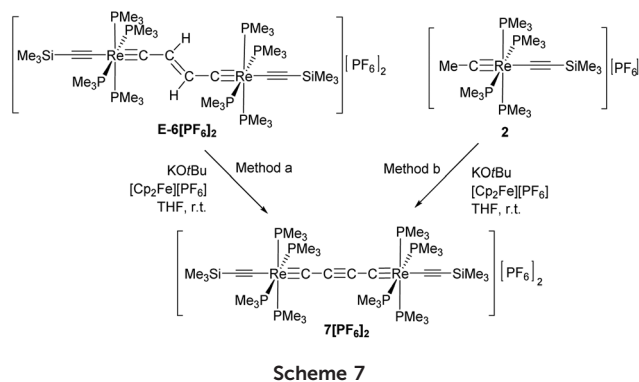 PMe3 PMe3
PMe3 PMe3 PMe3
H
Me3Si Re C C [PF6]2 Me C Re SiMe3 [PF6]
C C Re SiMe3
Me3P H Me3P
PMe3 Me3P PMe3
PMe3
E-6[PF6]2 2
KOtBu Method a Method b KOtBu
[Cp2Fe][PF6] [Cp2Fe][PF6]
THF, r.t. THF, r.t.
PMe3 PMe3
PMe3 PMe3
Me3Si Re C C C C Re SiMe3 [PF6]2
Me3P Me3P
PMe3 PMe3
7[PF6]2
Scheme 7